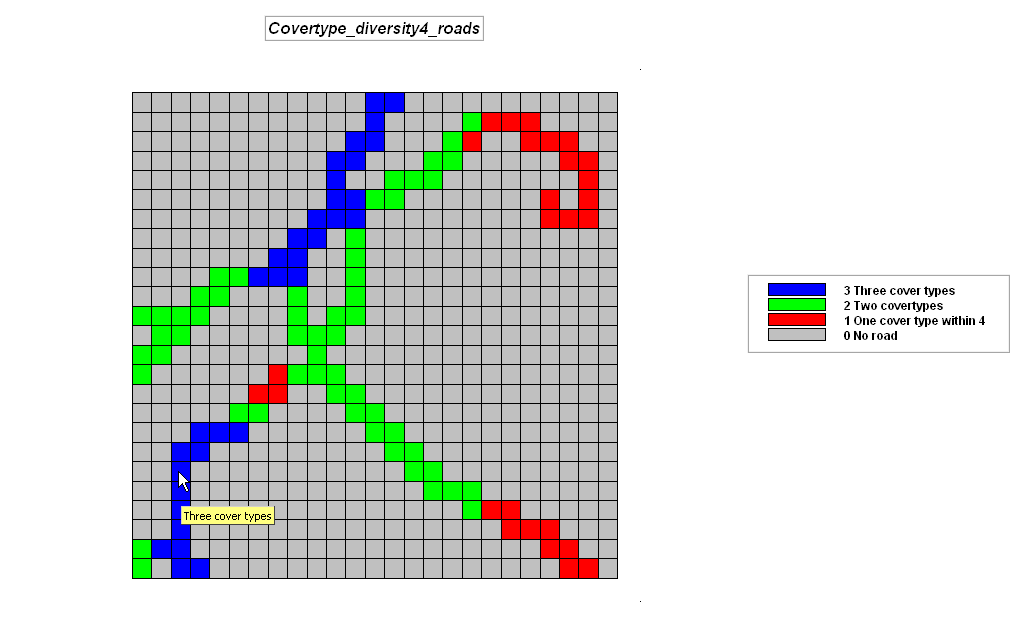 Covertype_diversity4_roads
3 Three cover types
2 Two covertypes
1 One cover type within 4
0 No road
Three cover types